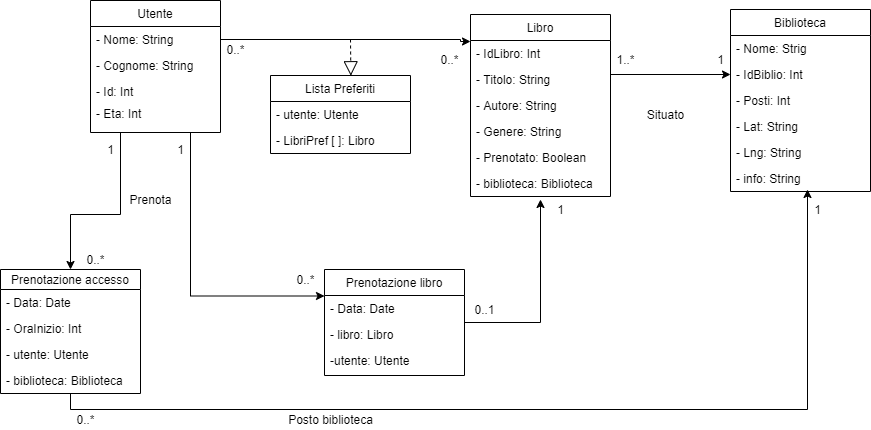 Utente
- Nome: String
- Cognome: String
- Id: Int
- Eta: Int
0..*
0..*
Lista Preferiti
- utente: Utente
- LibriPref [ ]: Libro
Libro
- IdLibro: Int
- Titolo: String
- Autore: String
- Genere: String
- Prenotato: Boolean
- biblioteca: Biblioteca
1..*
1
Situato
Biblioteca
- Nome: Strig
- IdBiblio: Int
- Posti: Int
- Lat: String
- Lng: String
- info: String
1
1
Prenota
0..*
0..*
1
1
Prenotazione accesso
- Data: Date
- OraInizio: Int
- utente: Utente
- biblioteca: Biblioteca
Prenotazione libro
- Data: Date
- libro: Libro
-utente: Utente
0..1
0..*
Posto biblioteca